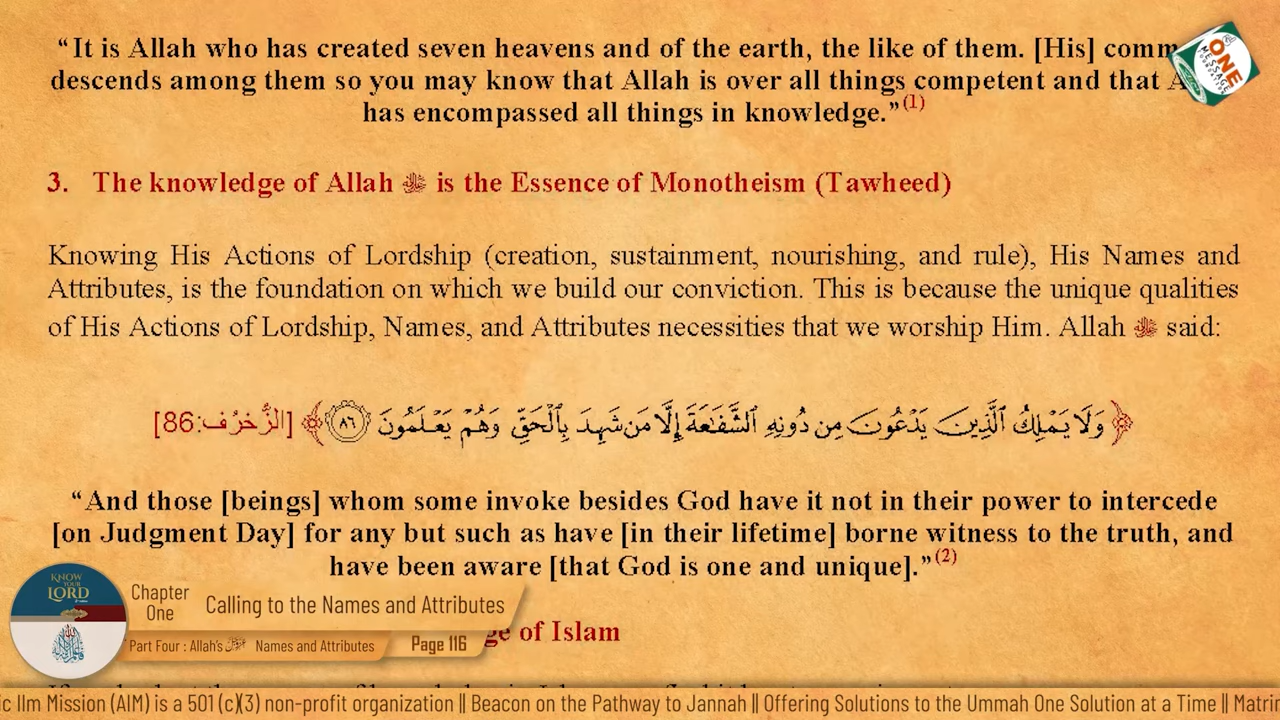 “It is Allah who has created seven heavens and of the earth, the like of them. [His] comm
descends among them so you may know that Allah is over all things competent and that A
has encompassed all things in knowledge.”(1)
ONE
MESSAGE
FOUNDATION
3. The knowledge of Allah ﷻ is the Essence of Monotheism (Tawheed)
Knowing His Actions of Lordship (creation, sustainment, nourishing, and rule), His Names and
Attributes, is the foundation on which we build our conviction. This is because the unique qualities
of His Actions of Lordship, Names, and Attributes necessities that we worship Him. Allah ﷻ said:
﴿وَلَا يَمْلِكُ ٱلَّذِينَ يَدْعُونَ مِن دُونِهِ ٱلشَّفَٰعَةَ إِلَّا مَن شَهِدَ بِٱلْحَقِّ وَهُمْ يَعْلَمُونَ ٨٦﴾ [الزُّخرُف:86]
“And those [beings] whom some invoke besides God have it not in their power to intercede
[on Judgment Day] for any but such as have [in their lifetime] borne witness to the truth, and
have been aware [that God is one and unique].”(2)
KNOW
YOUR
LORD
Chapter
One
Calling to the Names and Attributes
Part Four : Allah's ﷻ Names and Attributes
Page 116
ge of Islam
c Ilm Mission (AIM) is a 501 (c)(3) non-profit organization || Beacon on the Pathway to Jannah || Offering Solutions to the Ummah One Solution at a Time || Matri